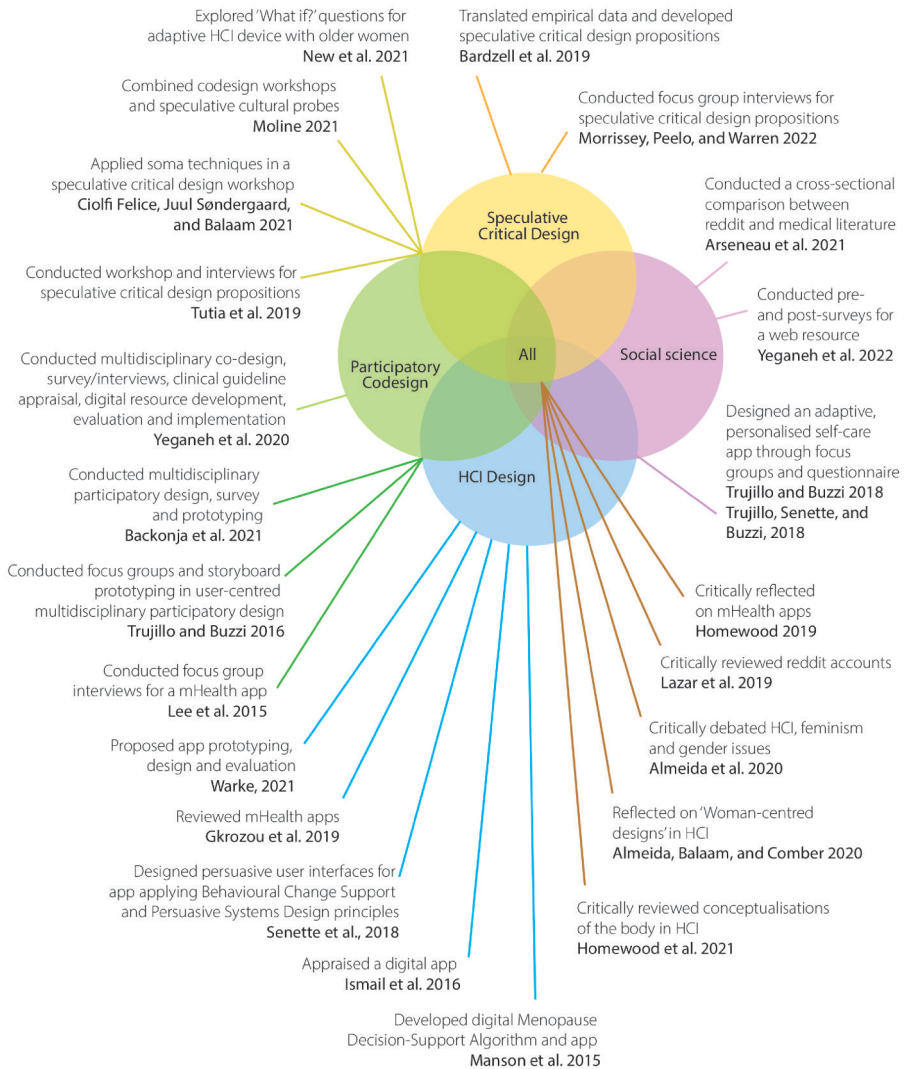 Explored ‘What if?’ questions for
adaptive HCI device with older women
New et al. 2021
Translated empirical data and developed
speculative critical design propositions
Bardzell et al. 2019
Combined codesign workshops
and speculative cultural probes
Moline 2021
Conducted focus group interviews for
speculative critical design propositions
Morrissey, Peelo, and Warren 2022
Applied soma techniques in a
speculative critical design workshop
Ciolfi Felice, Juul Søndergaard,
and Balaam 2021
Conducted a cross-sectional
comparison between
reddit and medical literature
Arseneau et al. 2021
Speculative
Critical Design
Conducted workshop and interviews for
speculative critical design propositions
Tutia et al. 2019
Conducted pre-
and post-surveys for
a web resource
Yeganeh et al. 2022
Participatory
Codesign
All
Social science
HCI Design
Conducted multidisciplinary co-design,
survey/interviews, clinical guideline
appraisal, digital resource development,
evaluation and implementation
Yeganeh et al. 2020
Designed an adaptive,
personalised self-care
app through focus
groups and questionnaire
Trujillo and Buzzi 2018
Trujillo, Senette, and
Buzzi, 2018
Conducted multidisciplinary
participatory design, survey
and prototyping
Backonja et al. 2021
Conducted focus groups and storyboard
prototyping in user-centred
multidisciplinary participatory design
Trujillo and Buzzi 2016
Critically reflected
on mHealth apps
Homewood 2019
Conducted focus group
interviews for a mHealth app
Lee et al. 2015
Critically reviewed reddit accounts
Lazar et al. 2019
Proposed app prototyping,
design and evaluation
Warke, 2021
Critically debated HCI, feminism
and gender issues
Almeida et al. 2020
Reviewed mHealth apps
Gkrozou et al. 2019
Reflected on ‘Woman-centred
designs’ in HCI
Almeida, Balaam, and Comber 2020
Designed persuasive user interfaces for
app applying Behavioural Change Support
and Persuasive Systems Design principles
Senette et al., 2018
Critically reviewed conceptualisations
of the body in HCI
Homewood et al. 2021
Appraised a digital app
Ismail et al. 2016
Developed digital Menopause
Decision-Support Algorithm and app
Manson et al. 2015